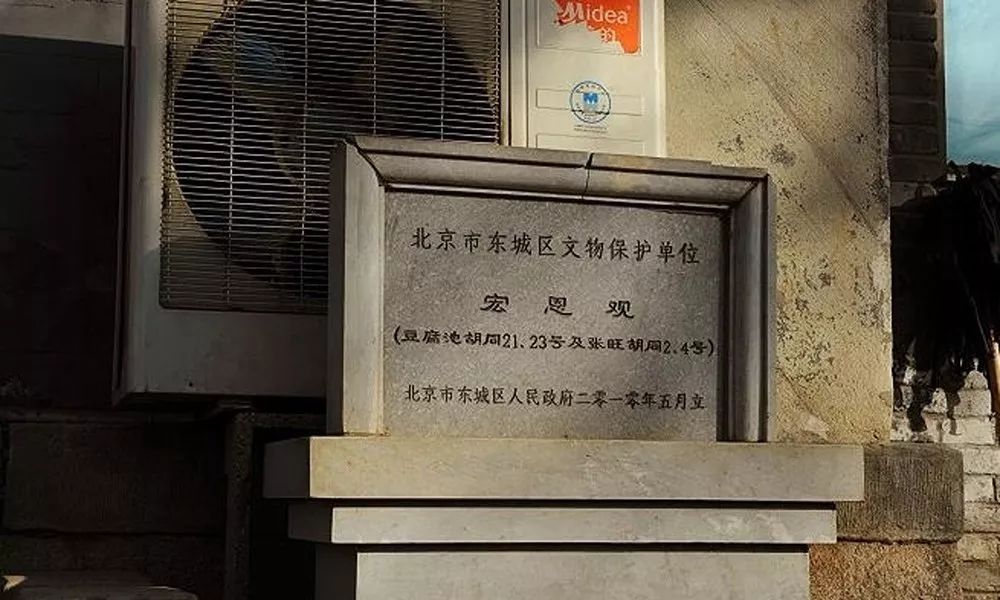 Midea
美的
北京市东城区文物保护单位
宏恩观
(豆腐池胡同21、23号及张旺胡同2、4号)
北京市东城区人民政府二零一零年五月立